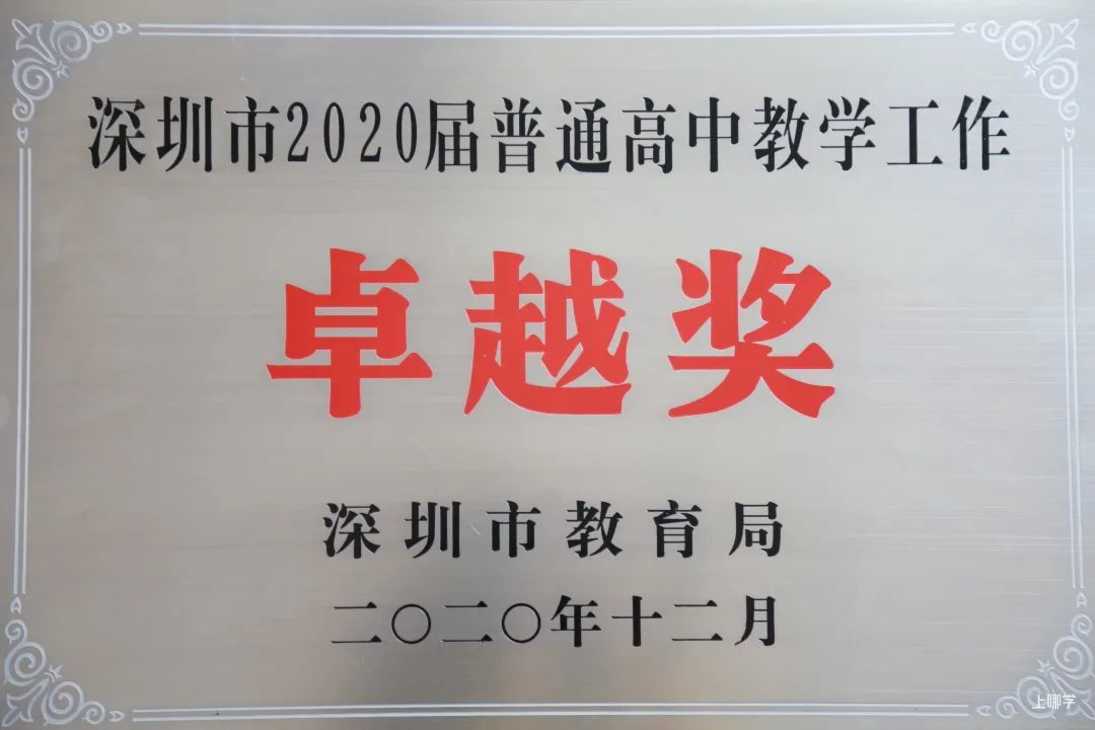 深圳市2020届普通高中教学工作
卓越奖
深圳市教育局
二〇二〇年十二月
上哪学